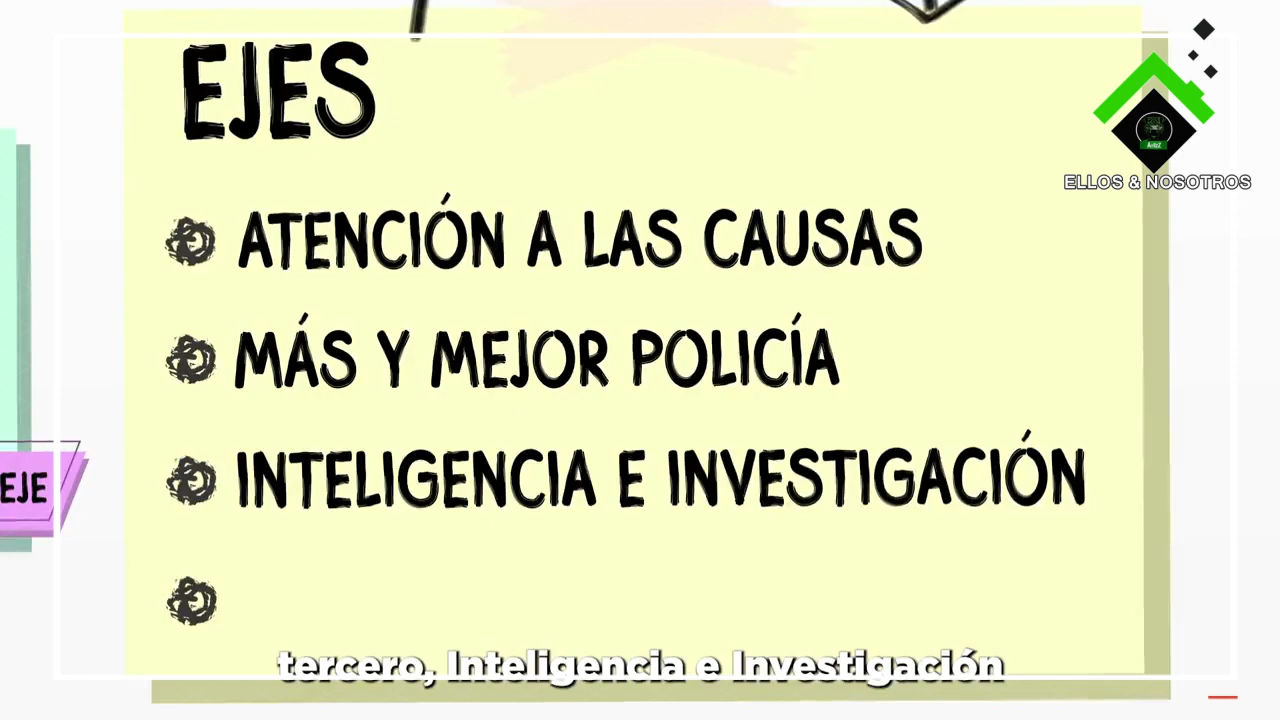 EJES
ATENCIÓN A LAS CAUSAS
MÁS Y MEJOR POLICÍA
INTELIGENCIA E INVESTIGACIÓN
EJE
ELLOS & NOSOTROS
tercero, Inteligencia e Investigación